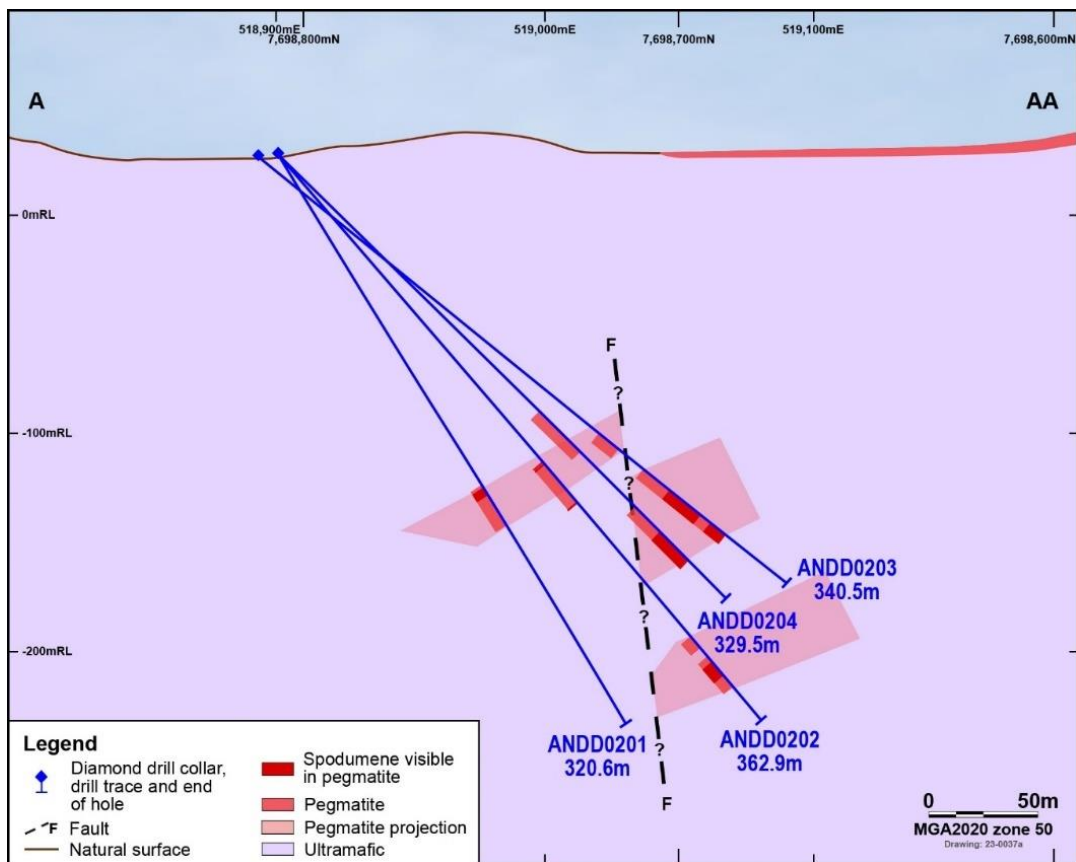 518,900mE
7,698,800mN
519,000mE
7,698,700mN
519,100mE
7,698,600mN
A
AA
0mRL
-100mRL
-200mRL
F
?
?
?
?
?
F
ANDD0203
340.5m
ANDD0204
329.5m
ANDD0201
320.6m
ANDD0202
362.9m
Legend
Diamond drill collar,
drill trace and end
of hole
F Fault
Natural surface
Spodumene visible
in pegmatite
Pegmatite
Pegmatite projection
Ultramafic
0 50m
MGA2020 zone 50
Drawing: 23-0037a